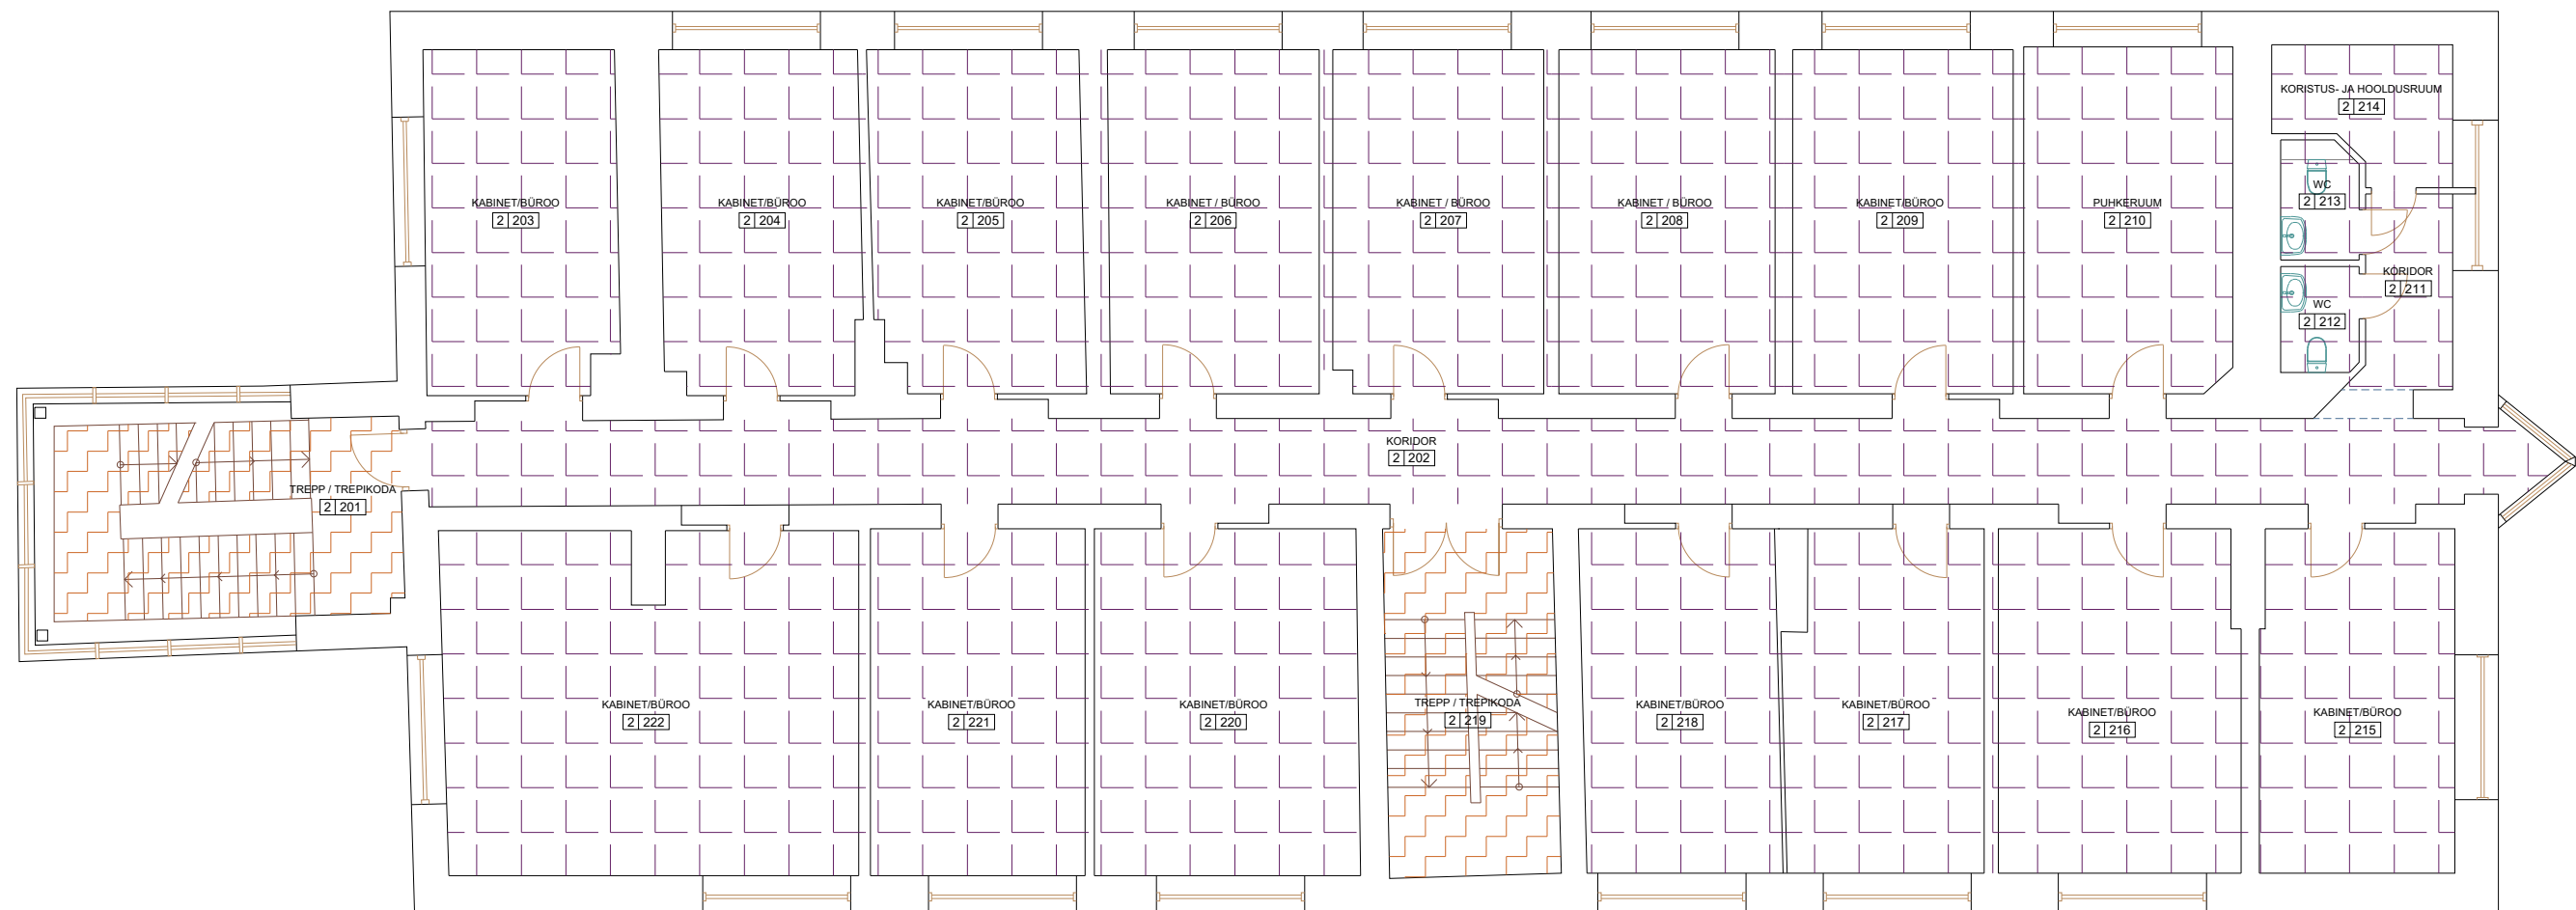 KORISTUS- JA HOOLDUSRUUM
2 214
KABINET/BÜROO
2 203
KABINET/BÜROO
2 204
KABINET/BÜROO
2 205
KABINET / BÜROO
2 206
KABINET / BÜROO
2 207
KABINET / BÜROO
2 208
KABINET/BÜROO
2 209
PUHKERUUM
2 210
WC
2 213
KORIDOR
2 211
WC
2 212
KORIDOR
2 202
TREPP / TREPIKODA
2 201
KABINET/BÜROO
2 222
KABINET/BÜROO
2 221
KABINET/BÜROO
2 220
TREPP / TREPIKODA
2 219
KABINET/BÜROO
2 218
KABINET/BÜROO
2 217
KABINET/BÜROO
2 216
KABINET/BÜROO
2 215